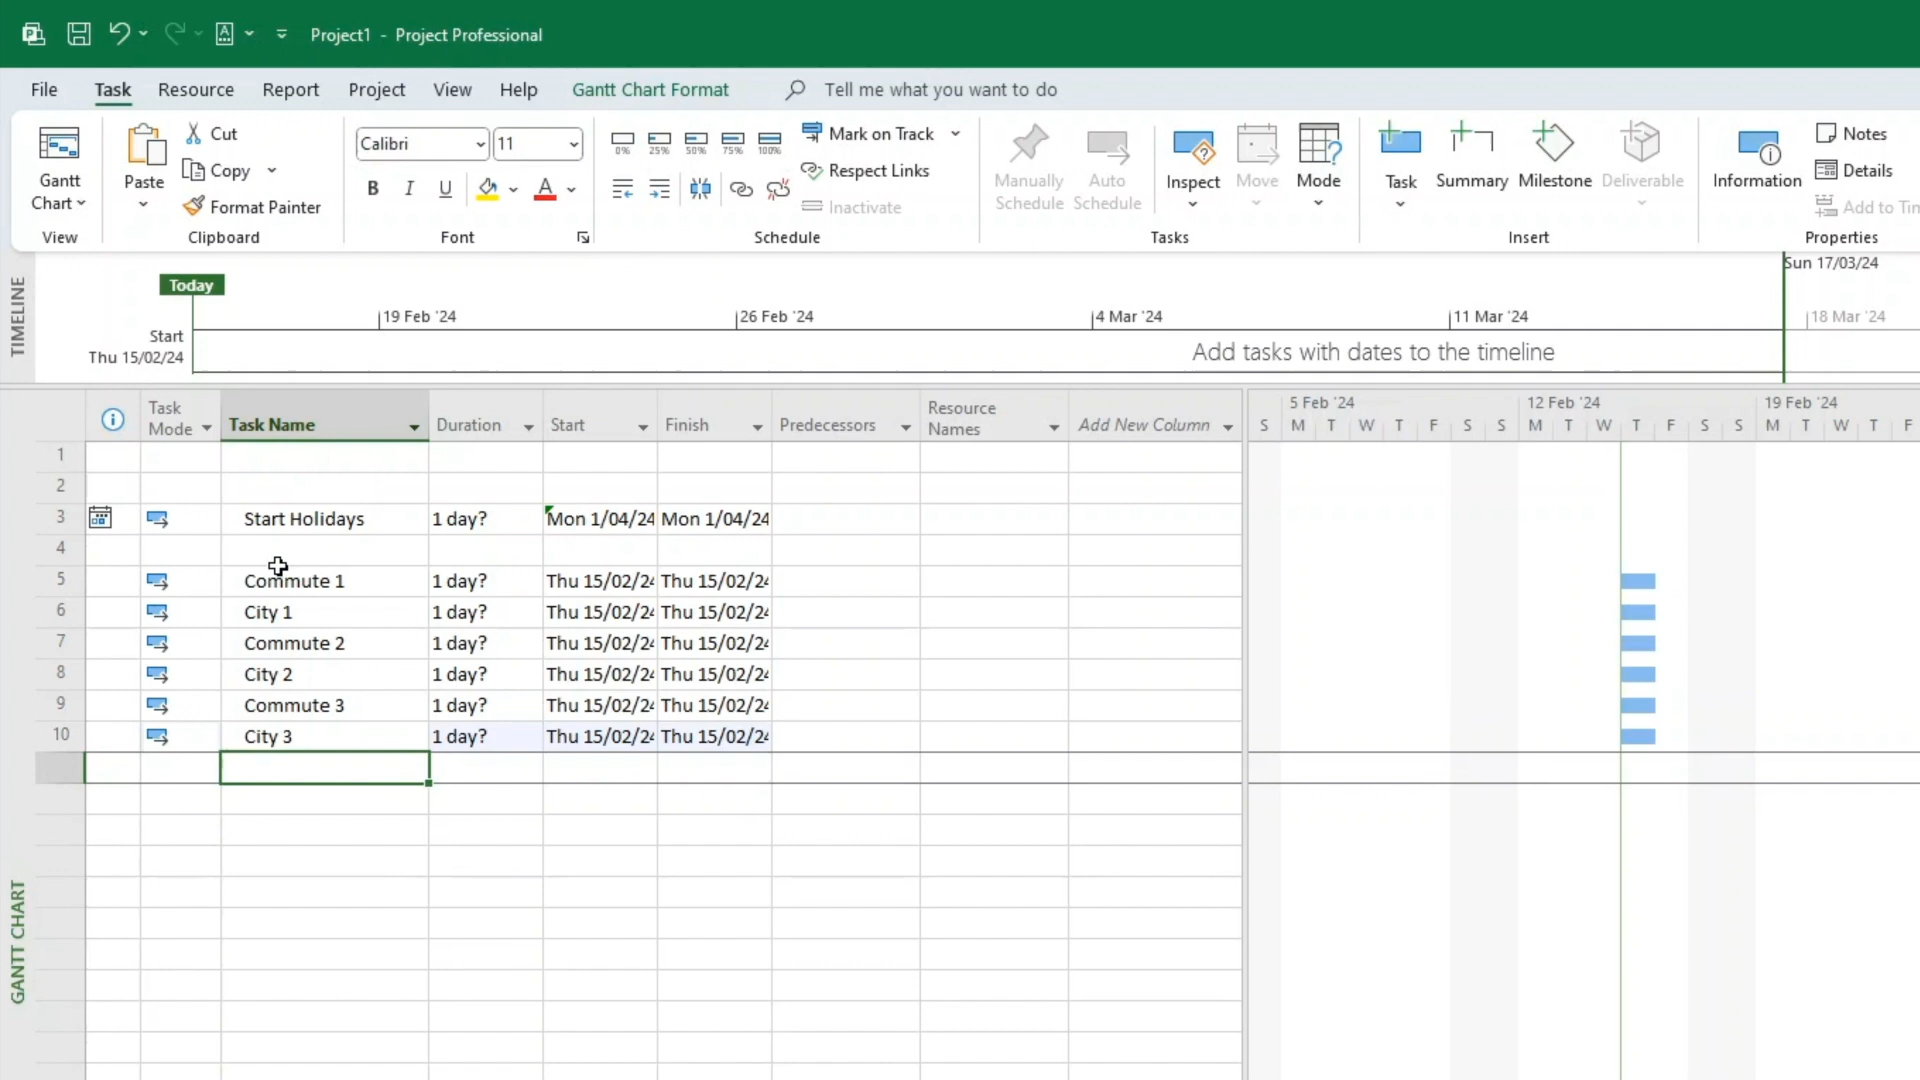 Project1 - Project Professional
File Task Resource Report Project View Help Gantt Chart Format Tell me what you want to do
Gantt Chart
View
Paste
Cut
Copy
Format Painter
Clipboard
Calibri 11
B I U A
Font
0% 25% 50% 75% 100%
Mark on Track
Respect Links
Inactivate
Schedule
Manually Schedule
Auto Schedule
Inspect
Move
Mode
Tasks
Task
Summary
Milestone
Deliverable
Insert
Information
Notes
Details
Add to Tim
Properties
TIMELINE
Today
Sun 17/03/24
19 Feb '24 26 Feb '24 4 Mar '24 11 Mar '24 18 Mar '24
Start
Thu 15/02/24
Add tasks with dates to the timeline
GANTT CHART
Task Mode Task Name Duration Start Finish Predecessors Resource Names Add New Column
5 Feb '24 12 Feb '24 19 Feb '24
S M T W T F S S M T W T F S S M T W T F
1
2
3 Start Holidays 1 day? Mon 1/04/24 Mon 1/04/24
4
5 Commute 1 1 day? Thu 15/02/24 Thu 15/02/24
6 City 1 1 day? Thu 15/02/24 Thu 15/02/24
7 Commute 2 1 day? Thu 15/02/24 Thu 15/02/24
8 City 2 1 day? Thu 15/02/24 Thu 15/02/24
9 Commute 3 1 day? Thu 15/02/24 Thu 15/02/24
10 City 3 1 day? Thu 15/02/24 Thu 15/02/24